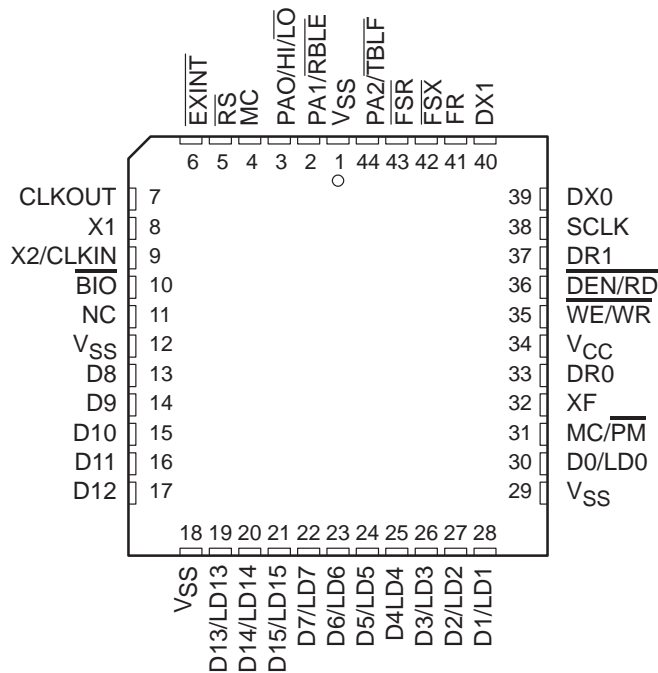 EXINT
RS
MC
PAO/HI/LO
PA1/RBLE
VSS
PA2/TBLF
FSR
FSX
FR
DX1
6 5 4 3 2 1 44 43 42 41 40
CLKOUT 7
X1 8
X2/CLKIN 9
BIO 10
NC 11
VSS 12
D8 13
D9 14
D10 15
D11 16
D12 17
39 DX0
38 SCLK
37 DR1
36 DEN/RD
35 WE/WR
34 VCC
33 DR0
32 XF
31 MC/PM
30 D0/LD0
29 VSS
18 19 20 21 22 23 24 25 26 27 28
VSS
D13/LD13
D14/LD14
D15/LD15
D7/LD7
D6/LD6
D5/LD5
D4LD4
D3/LD3
D2/LD2
D1/LD1